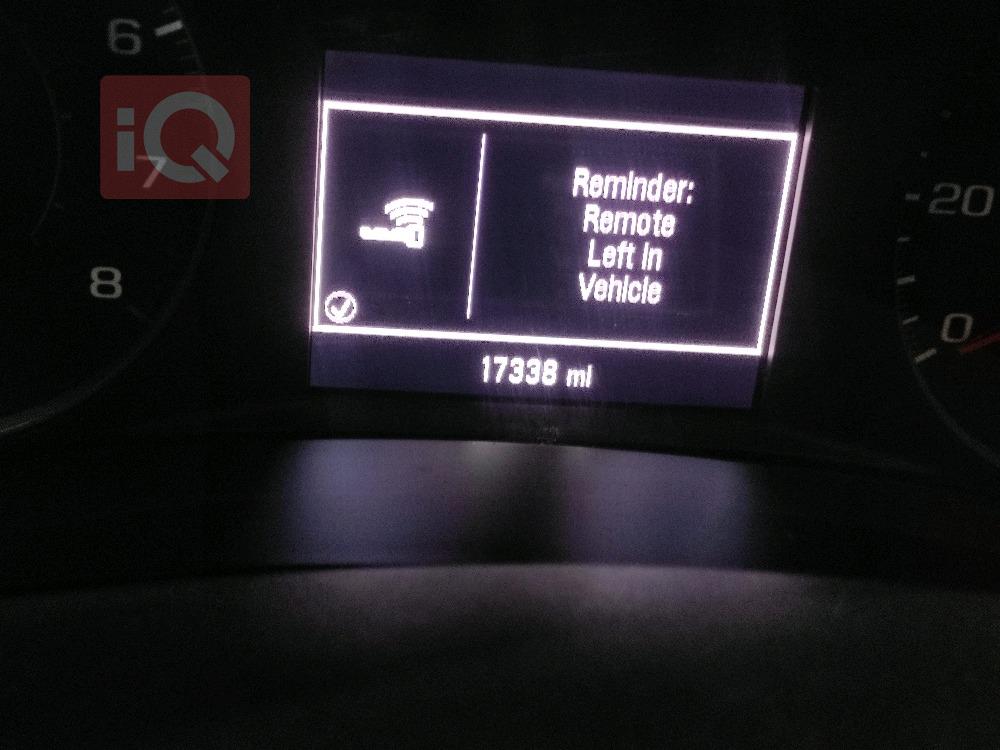 6
iQ
7
8
Reminder:
Remote
Left in
Vehicle
17338 mi
-20
0